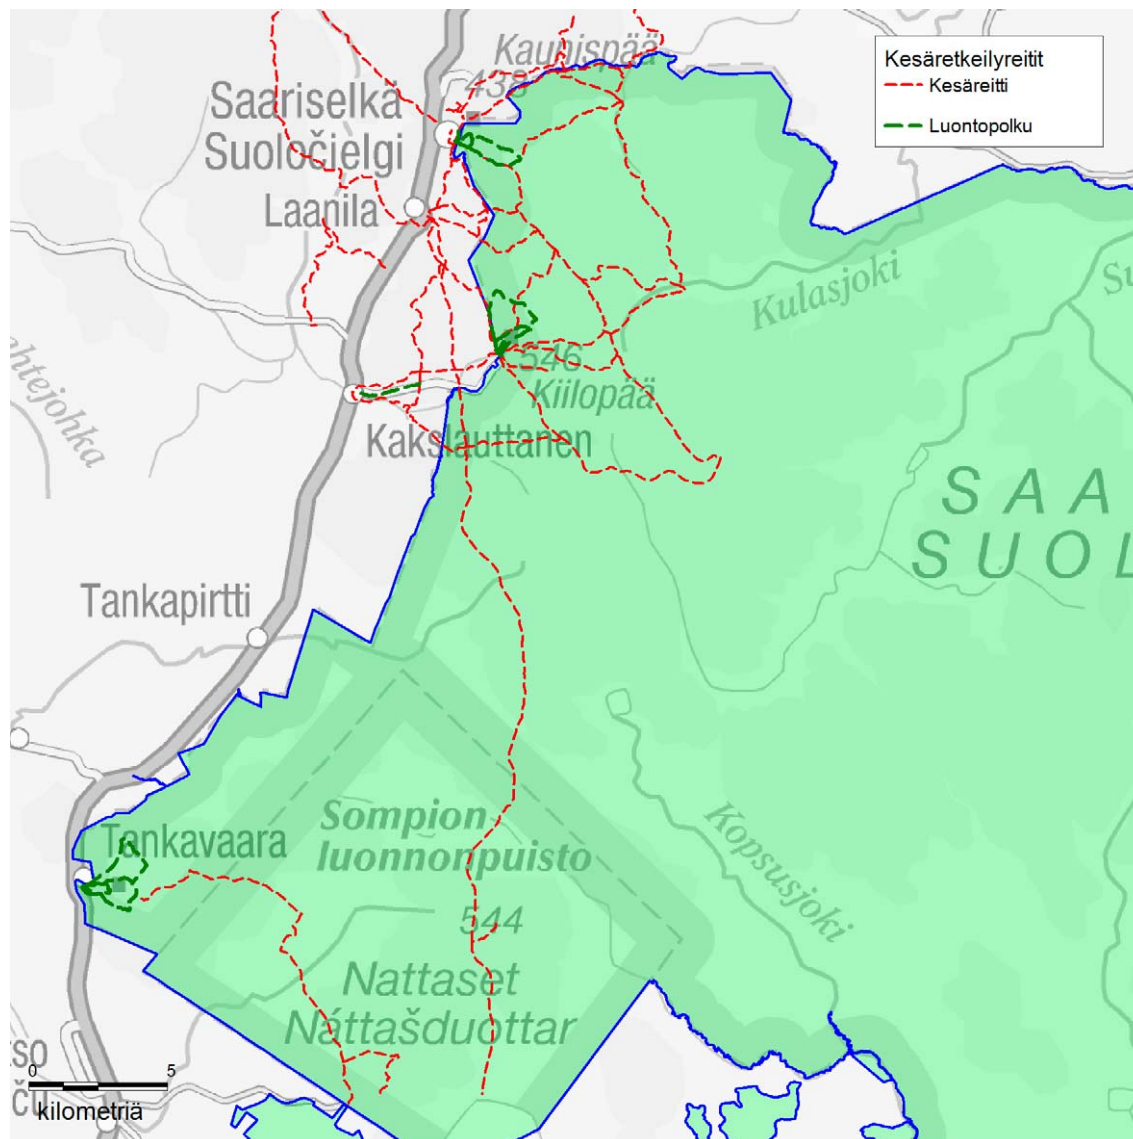 Kaunispää
438
Kesäretkeilyreitit
Kesäreitti
Luontopolku
Saariselkä
Suoločielgi
Laanila
Kulasjoki
546
Kiilopää
Kakslauttanen
SAA
SUOL
Tankapirtti
Sompion
luonnonpuisto
Tankavaara
Kopsusjoki
544
Nattaset
Náttašduottar
0 5
kilometriä